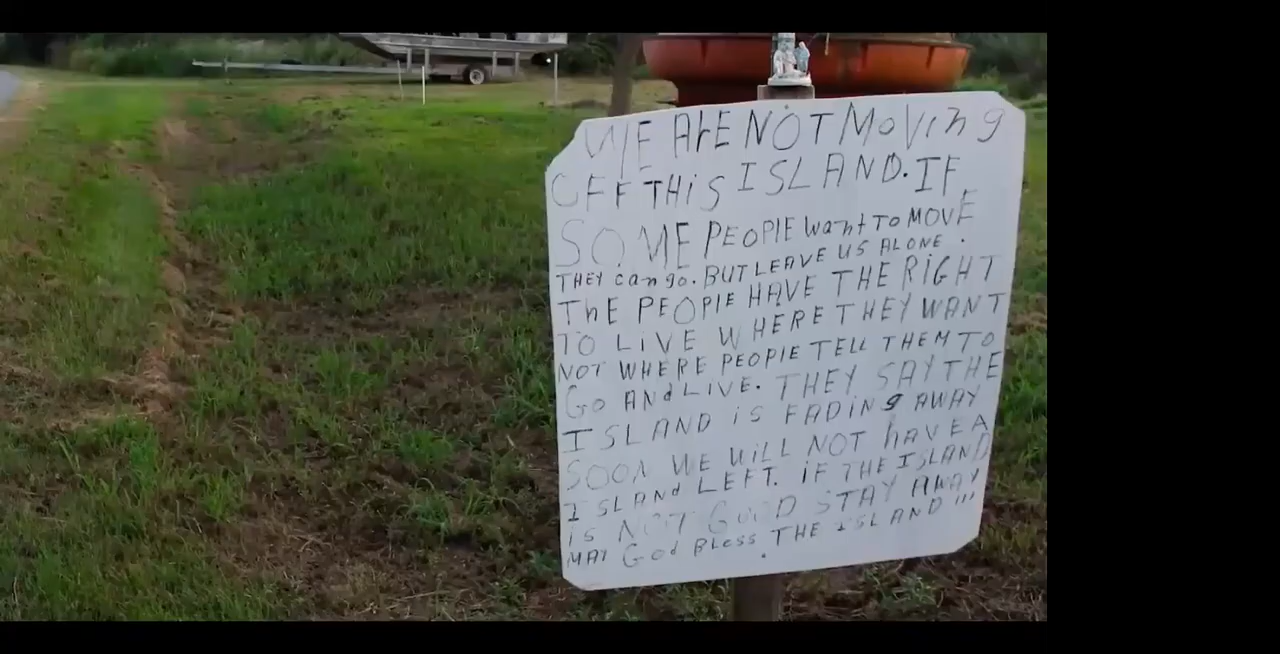 WE ArE NOT MoVing
OFF THiS ISLAND. IF
SOME PEOPlE Want TO MOVE
THEY can go. BUT LEAVE US ALONE.
ThE PEOPlE HAVE THE RiGHT
TO LIVE WHERE THEY WANT
NOT WHERE PEOPlE TELL THEM TO
Go ANd LIVE. THEY SAY THE
ISLAND iS FADiNg AWAY
SOON WE WiLL NOT hAVE A
ISLANd LEFT. iF THE ISLAND
iS NOT GOOD STAY AWAY
MAY God BLess. THE ISLAND !!!